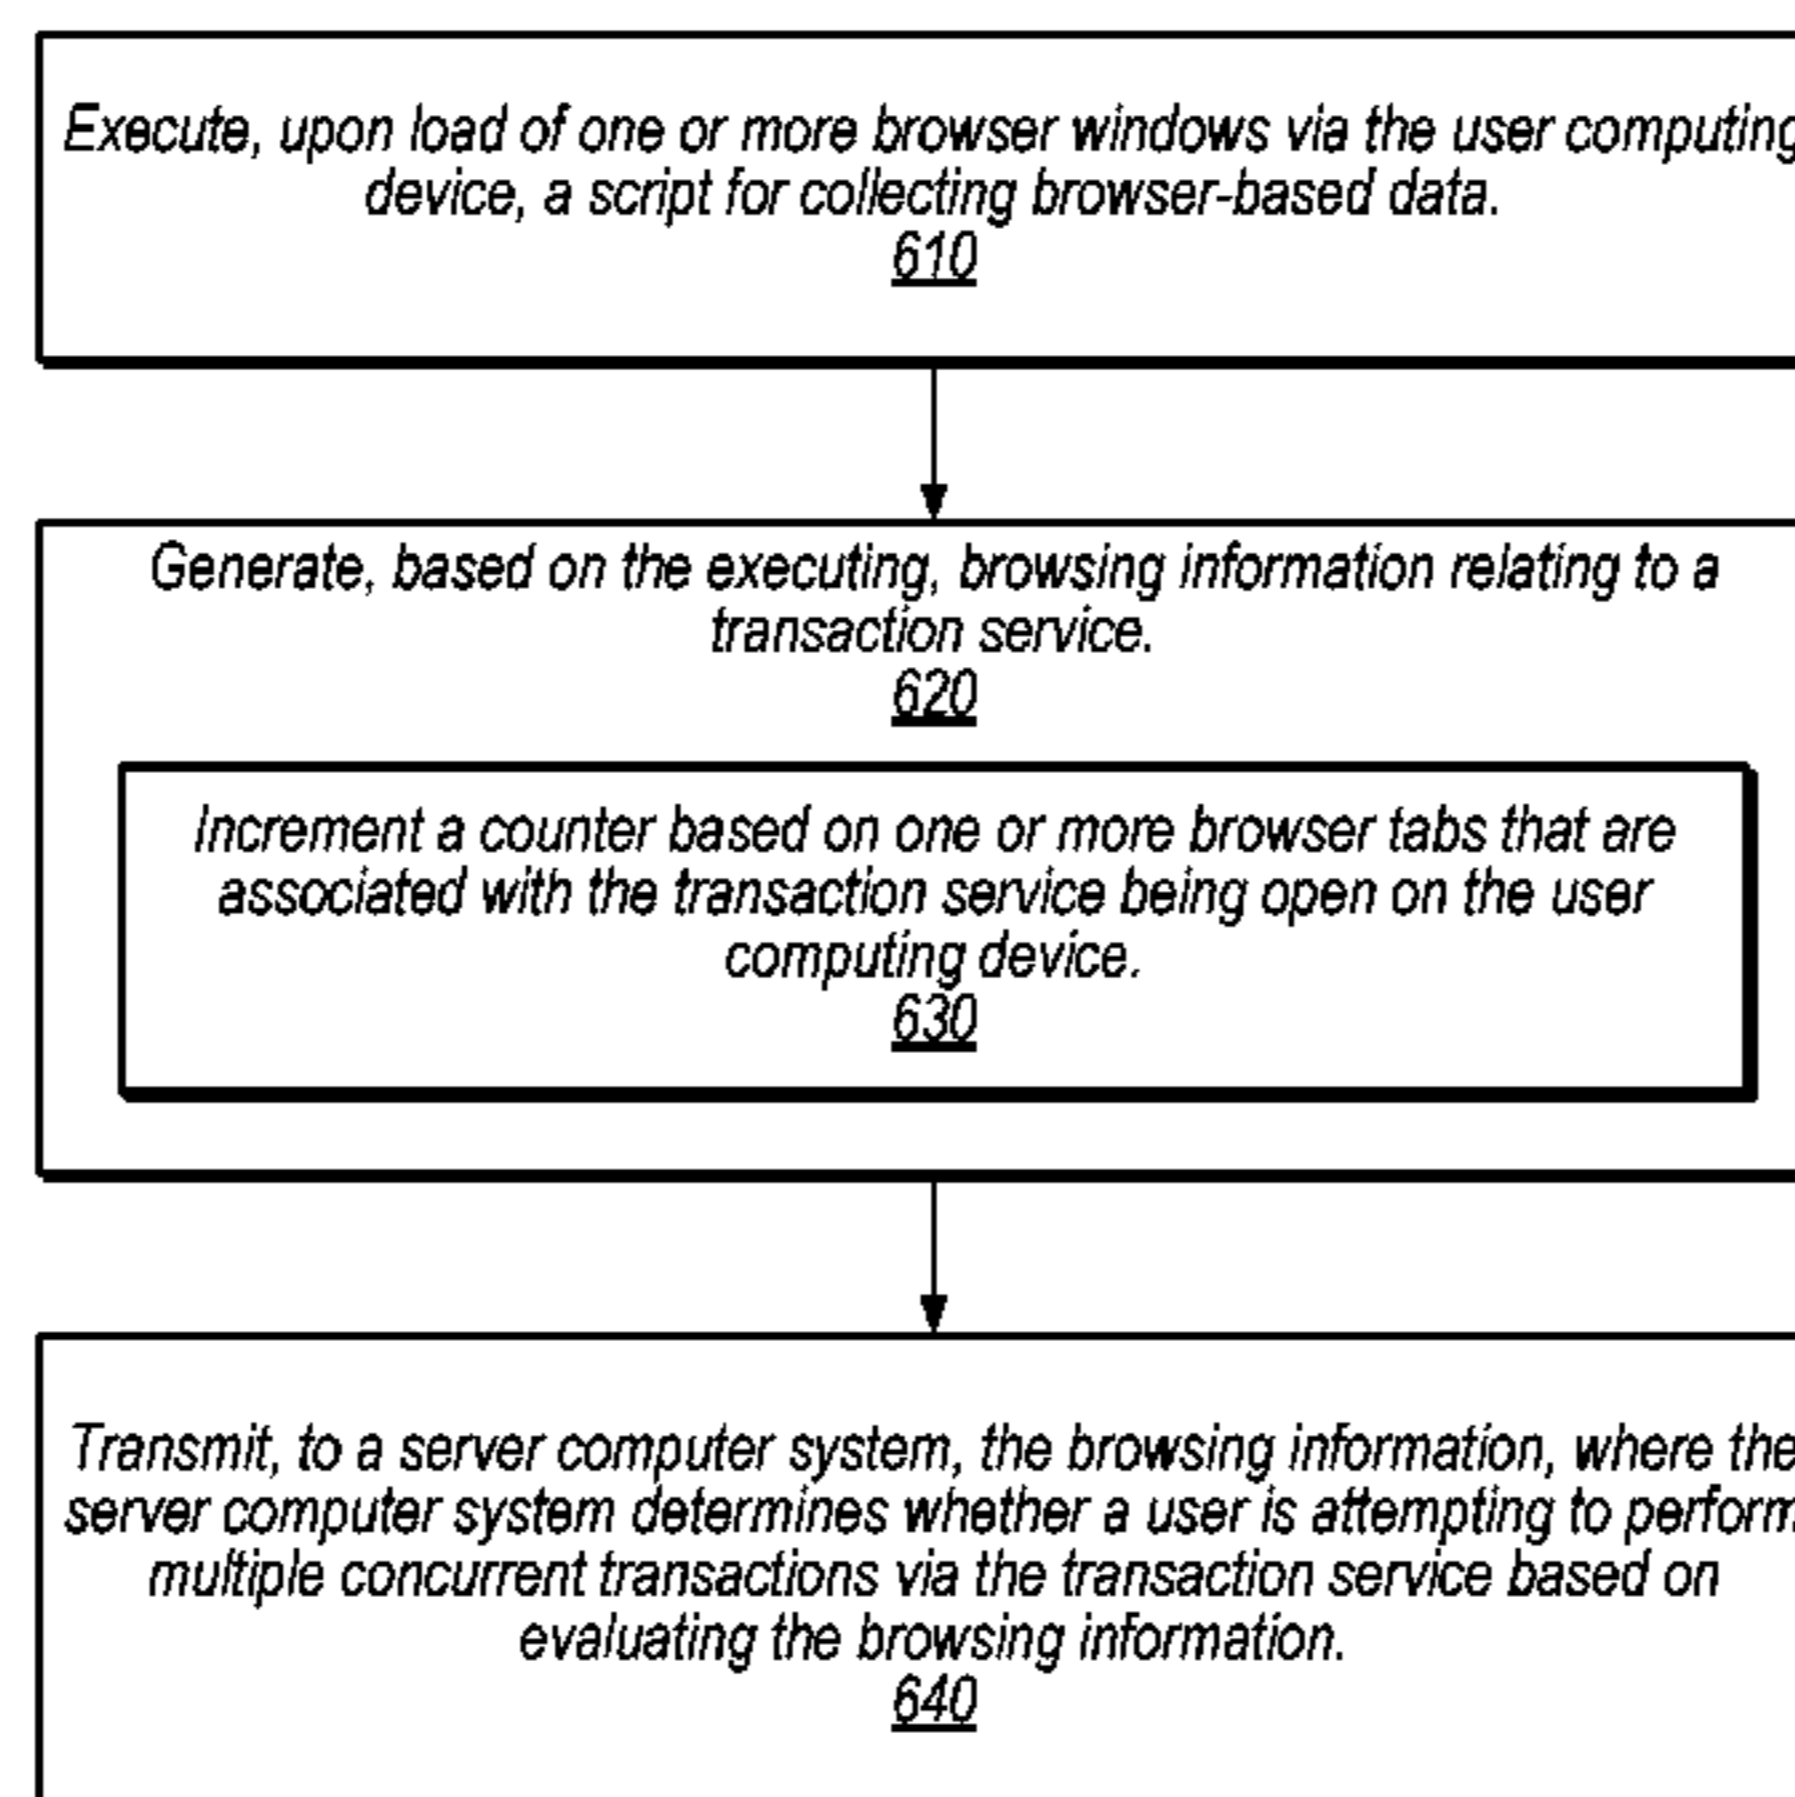 Execute, upon load of one or more browser windows via the user computing
device, a script for collecting browser-based data.
610
Generate, based on the executing, browsing information relating to a
transaction service.
620
Increment a counter based on one or more browser tabs that are
associated with the transaction service being open on the user
computing device.
630
Transmit, to a server computer system, the browsing information, where the
server computer system determines whether a user is attempting to perform
multiple concurrent transactions via the transaction service based on
evaluating the browsing information.
640